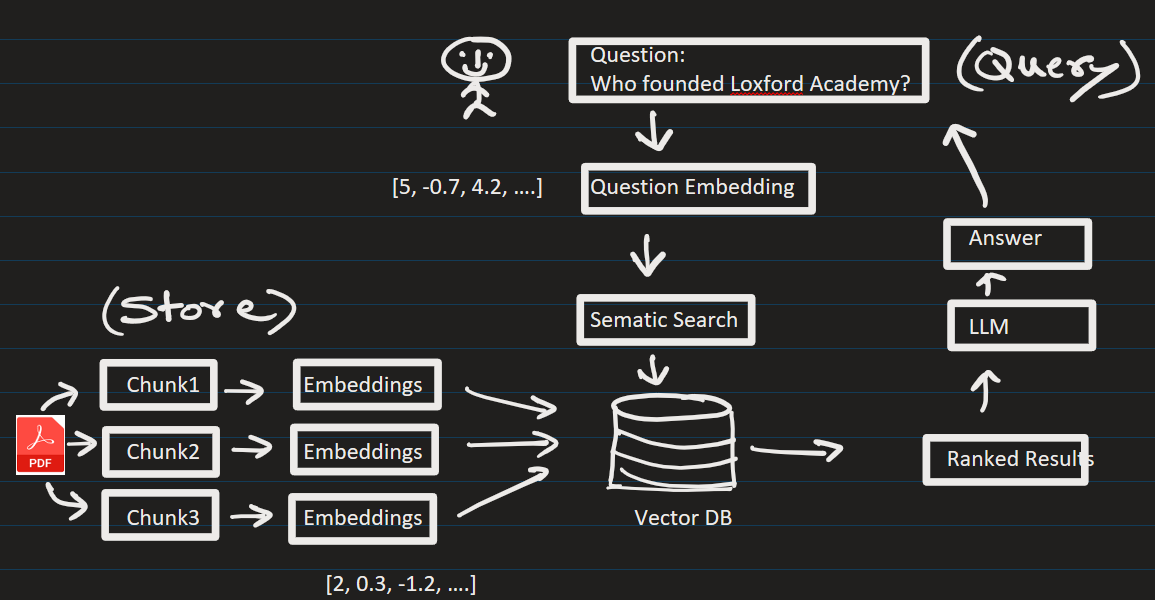 Question:
Who founded Loxford Academy?
(Query)
[5, -0.7, 4.2, ....]
Question Embedding
Answer
(Store)
Sematic Search
LLM
Chunk1
Embeddings
Chunk2
Embeddings
PDF
Ranked Results
Chunk3
Embeddings
Vector DB
[2, 0.3, -1.2, ....]